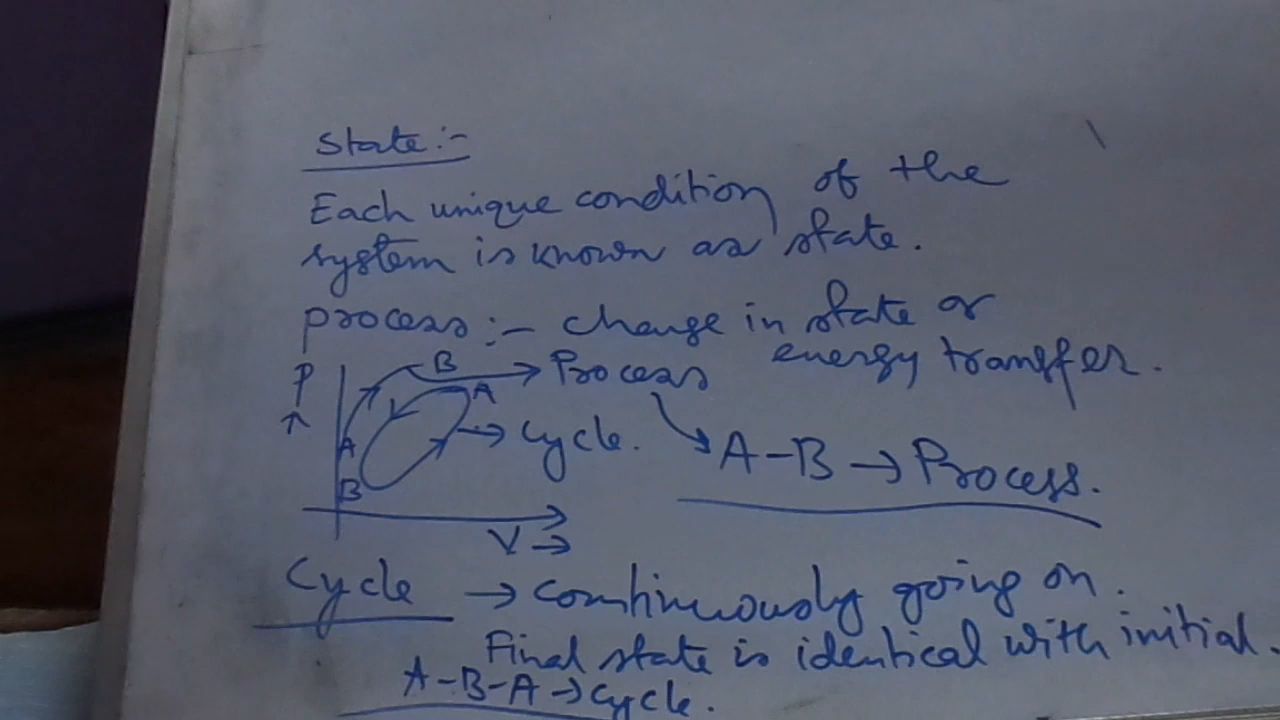 State:-
Each unique condition of the
system is known as state.
process:- change in state or
energy transfer.
P
↑
B → Process
A
A
B
→ cycle.
A-B → Process.
V →
Cycle → continuously going on.
Final state is identical with initial.
A-B-A → cycle.